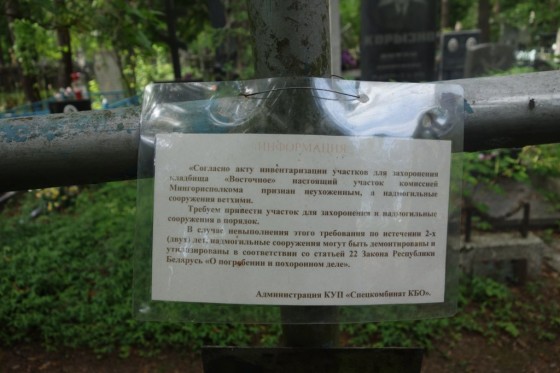 КОРЫЗНО
ИНФОРМАЦИЯ
«Согласно акту инвентаризации участков для захоронения
кладбища «Восточное» настоящий участок комиссией
Мингорисполкома признан неухоженным, а надмогильные
сооружения ветхими.
Требуем привести участок для захоронения и надмогильные
сооружения в порядок.
В случае невыполнения этого требования по истечении 2-х
(двух) лет, надмогильные сооружения могут быть демонтированы и
утилизированы в соответствии со статьей 22 Закона Республики
Беларусь «О погребении и похоронном деле».
Администрация КУП «Спецкомбинат КБО».